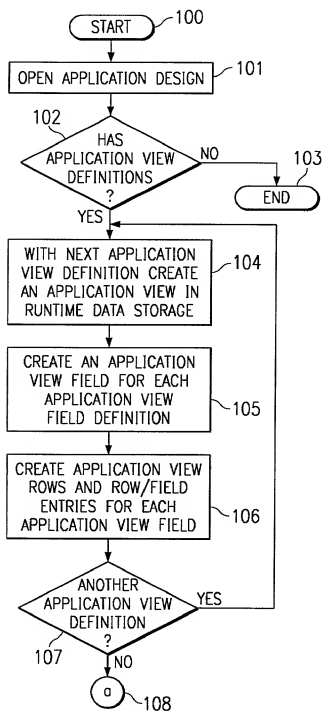 START
100
OPEN APPLICATION DESIGN
101
102
HAS
APPLICATION VIEW
DEFINITIONS
?
NO
103
END
YES
WITH NEXT APPLICATION
VIEW DEFINITION CREATE
AN APPLICATION VIEW IN
RUNTIME DATA STORAGE
104
CREATE AN APPLICATION
VIEW FIELD FOR EACH
APPLICATION VIEW
FIELD DEFINITION
105
CREATE APPLICATION VIEW
ROWS AND ROW/FIELD
ENTRIES FOR EACH
APPLICATION VIEW FIELD
106
ANOTHER
APPLICATION VIEW
DEFINITION
?
YES
107
NO
a
108